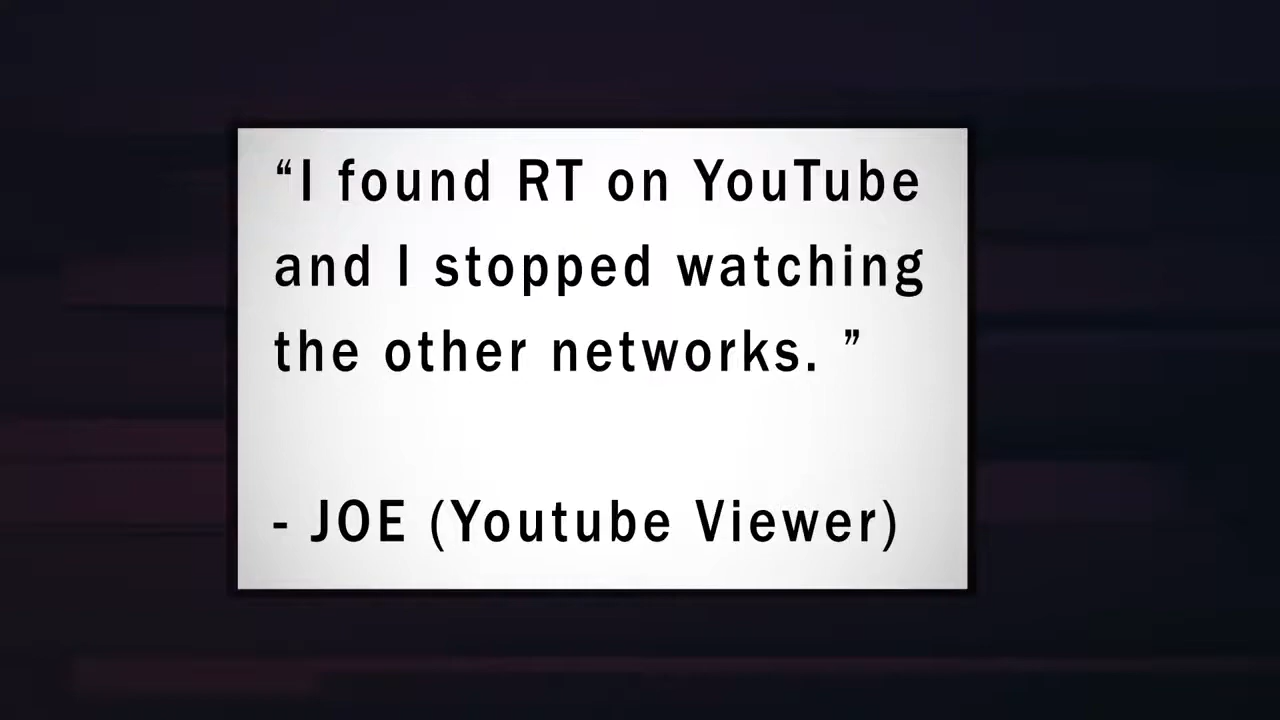 “I found RT on YouTube
and I stopped watching
the other networks. ”
- JOE (Youtube Viewer)